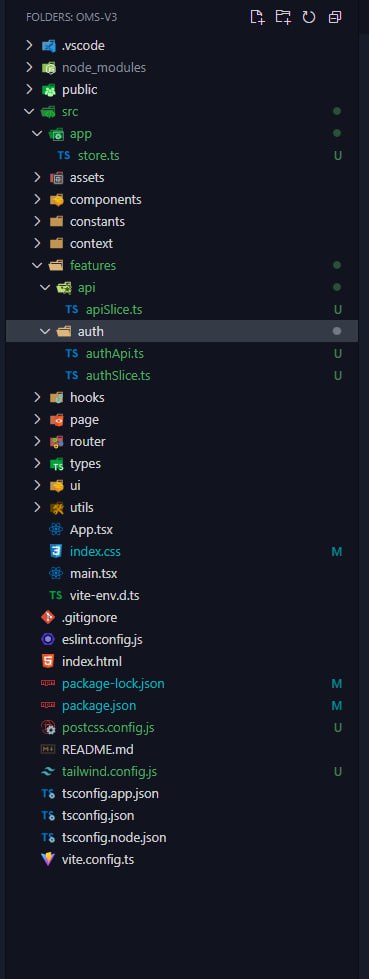 FOLDERS: OMS-V3
.vscode
node_modules
public
src
app
TS store.ts U
assets
components
constants
context
features
api
TS apiSlice.ts U
auth
TS authApi.ts U
TS authSlice.ts U
hooks
page
router
types
ui
utils
App.tsx
index.css M
main.tsx
TS vite-env.d.ts
.gitignore
eslint.config.js
index.html
package-lock.json M
package.json M
postcss.config.js U
README.md
tailwind.config.js U
TS tsconfig.app.json
TS tsconfig.json
TS tsconfig.node.json
vite.config.ts